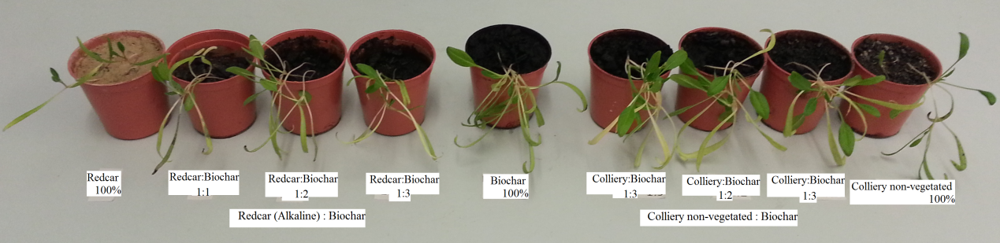 Redcar
100%
Redcar:Biochar
1:1
Redcar:Biochar
1:2
Redcar:Biochar
1:3
Biochar
100%
Colliery:Biochar
1:3
Colliery:Biochar
1:2
Colliery:Biochar
1:3
Colliery non-vegetated
100%
Redcar (Alkaline) : Biochar
Colliery non-vegetated : Biochar